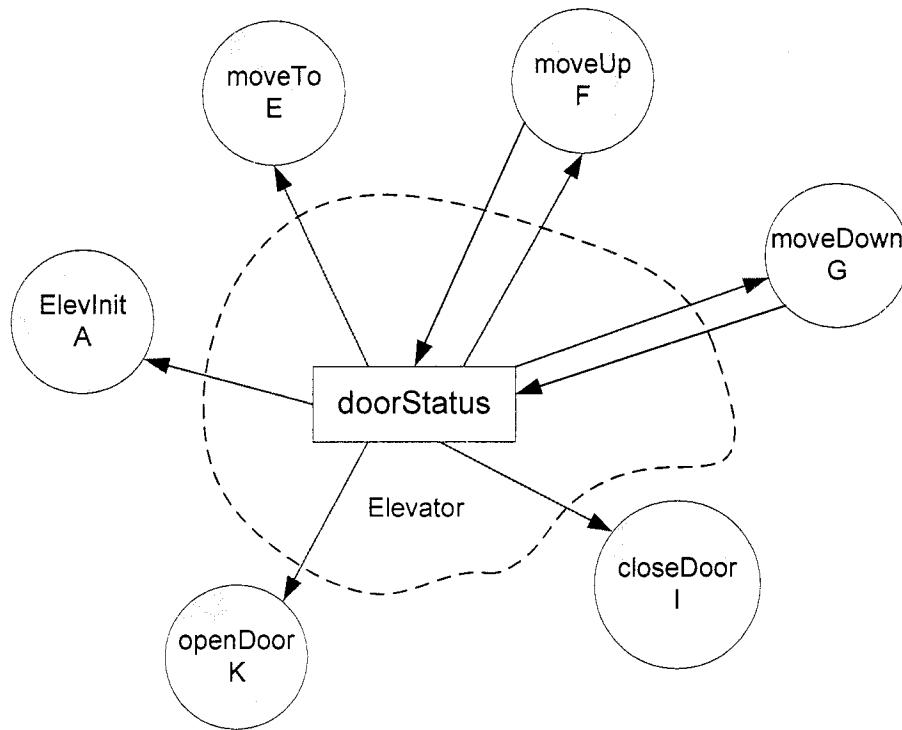 moveTo
E
moveUp
F
moveDown
G
ElevInit
A
doorStatus
Elevator
closeDoor
I
openDoor
K